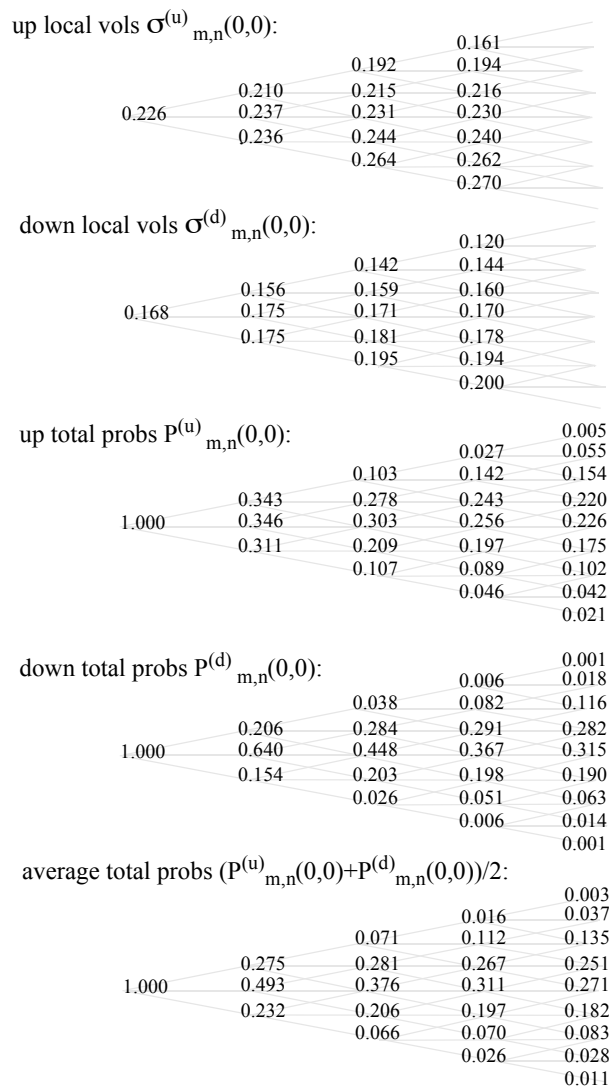 up local vols σ(u)m,n(0,0):
0.161
0.192 0.194
0.210 0.215 0.216
0.226 0.237 0.231 0.230
0.236 0.244 0.240
0.264 0.262
0.270
down local vols σ(d)m,n(0,0):
0.120
0.142 0.144
0.156 0.159 0.160
0.168 0.175 0.171 0.170
0.175 0.181 0.178
0.195 0.194
0.200
up total probs P(u)m,n(0,0):
0.005
0.027 0.055
0.103 0.142 0.154
0.343 0.278 0.243 0.220
1.000 0.346 0.303 0.256 0.226
0.311 0.209 0.197 0.175
0.107 0.089 0.102
0.046 0.042
0.021
down total probs P(d)m,n(0,0):
0.001
0.006 0.018
0.038 0.082 0.116
0.206 0.284 0.291 0.282
1.000 0.640 0.448 0.367 0.315
0.154 0.203 0.198 0.190
0.026 0.051 0.063
0.006 0.014
0.001
average total probs (P(u)m,n(0,0)+P(d)m,n(0,0))/2:
0.003
0.016 0.037
0.071 0.112 0.135
0.275 0.281 0.267 0.251
1.000 0.493 0.376 0.311 0.271
0.232 0.206 0.197 0.182
0.066 0.070 0.083
0.026 0.028
0.011